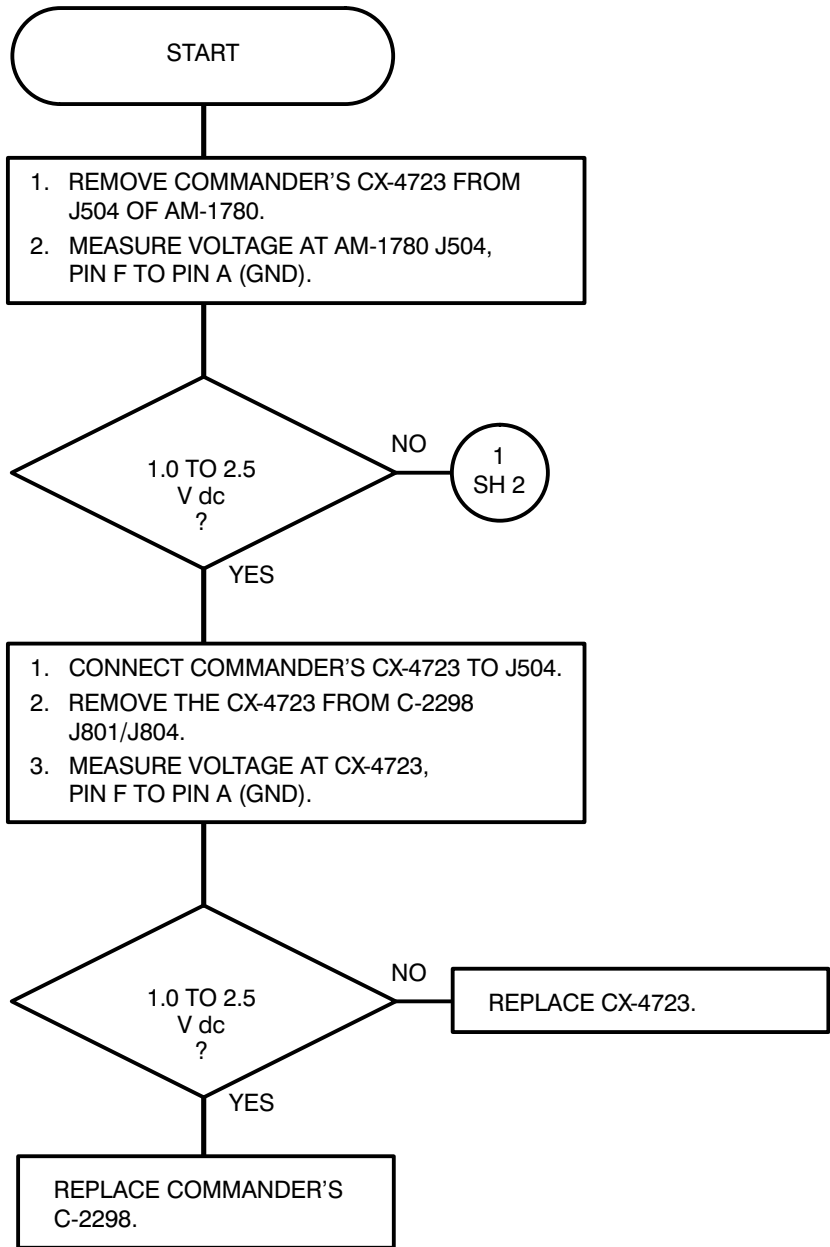 START
1. REMOVE COMMANDER'S CX-4723 FROM
J504 OF AM-1780.
2. MEASURE VOLTAGE AT AM-1780 J504,
PIN F TO PIN A (GND).
1.0 TO 2.5
V dc
?
NO
1
SH 2
YES
1. CONNECT COMMANDER'S CX-4723 TO J504.
2. REMOVE THE CX-4723 FROM C-2298
J801/J804.
3. MEASURE VOLTAGE AT CX-4723,
PIN F TO PIN A (GND).
1.0 TO 2.5
V dc
?
NO
REPLACE CX-4723.
YES
REPLACE COMMANDER'S
C-2298.